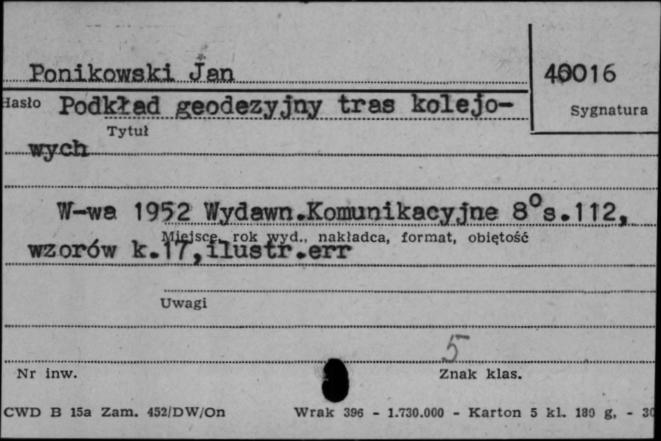 Ponikowski Jan
40016
Hasło Podkład geodezyjny tras kolejo-
Sygnatura
Tytuł
wych
W-wa 1952 Wydawn.Komunikacyjne 8°s.112,
Miejsce, rok wyd., nakładca, format, objętość
wzorów k.17,ilustr.err
Uwagi
5
Nr inw.
Znak klas.
CWD B 15a Zam. 452/DW/On Wrak 396 - 1.730.000 - Karton 5 kl. 180 g, - 30